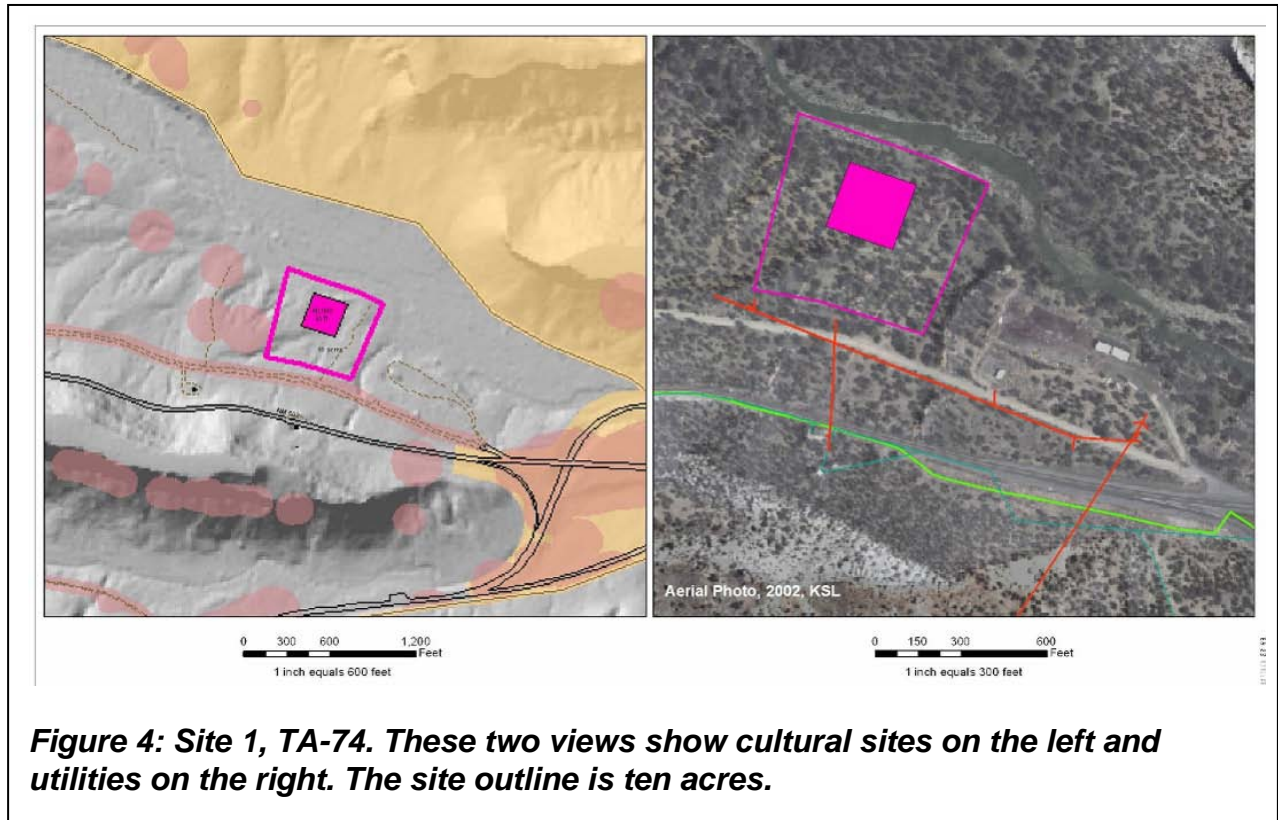 Aerial Photo, 2002, KSL
0 300 600 1,200
Feet
1 inch equals 600 feet
0 150 300 600
Feet
1 inch equals 300 feet
Figure 4: Site 1, TA-74. These two views show cultural sites on the left and
utilities on the right. The site outline is ten acres.